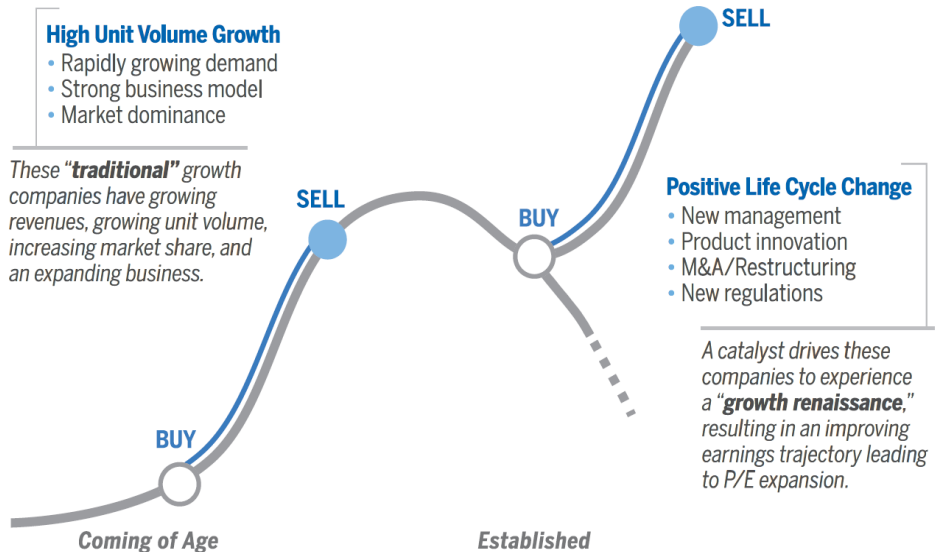 High Unit Volume Growth
• Rapidly growing demand
• Strong business model
• Market dominance
These “traditional” growth
companies have growing
revenues, growing unit volume,
increasing market share, and
an expanding business.
BUY
SELL
BUY
SELL
Positive Life Cycle Change
• New management
• Product innovation
• M&A/Restructuring
• New regulations
A catalyst drives these
companies to experience
a “growth renaissance,”
resulting in an improving
earnings trajectory leading
to P/E expansion.
Coming of Age
Established